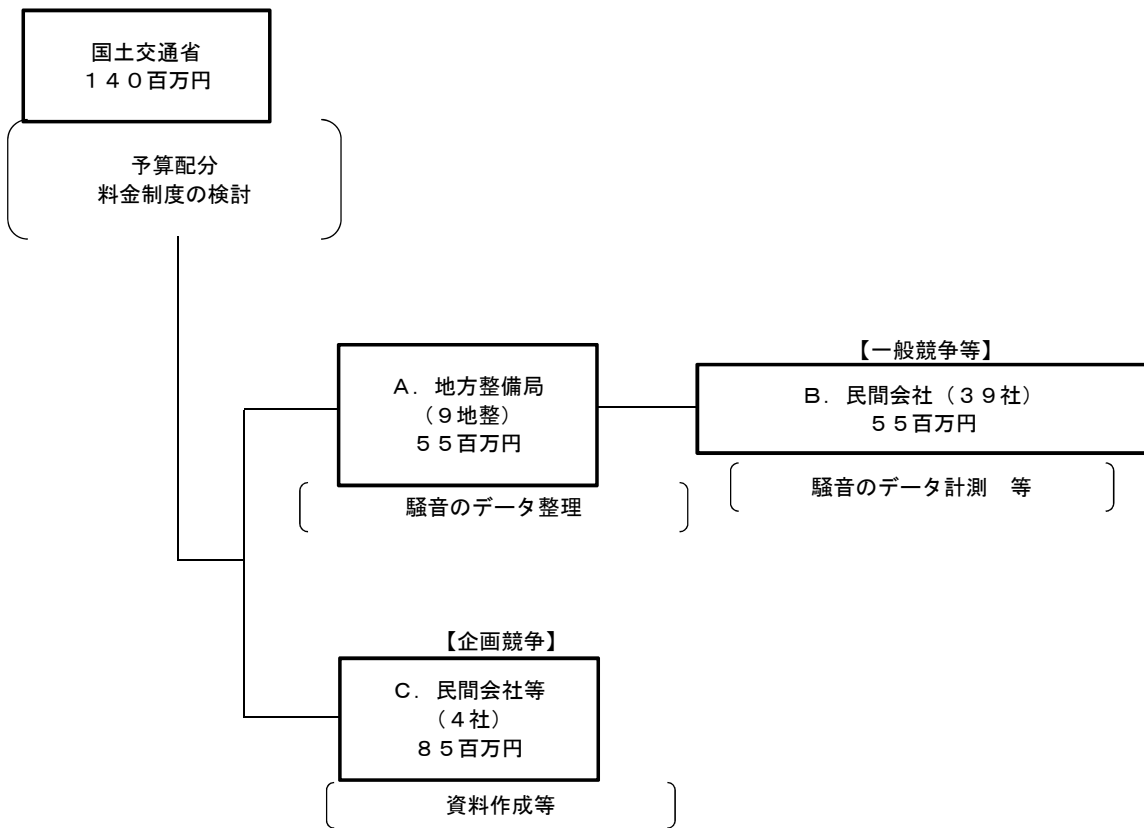 国土交通省
１４０百万円
予算配分
料金制度の検討
【一般競争等】
Ａ．地方整備局
（９地整）
５５百万円
Ｂ．民間会社（３９社）
５５百万円
騒音のデータ整理
騒音のデータ計測　等
【企画競争】
Ｃ．民間会社等
（４社）
８５百万円
資料作成等